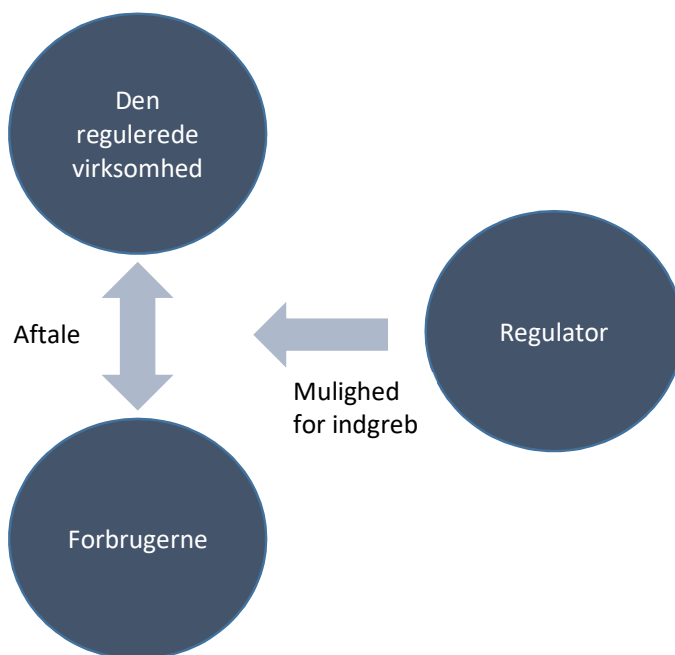 Den
regulerede
virksomhed
Aftale
Regulator
Mulighed
for indgreb
Forbrugerne